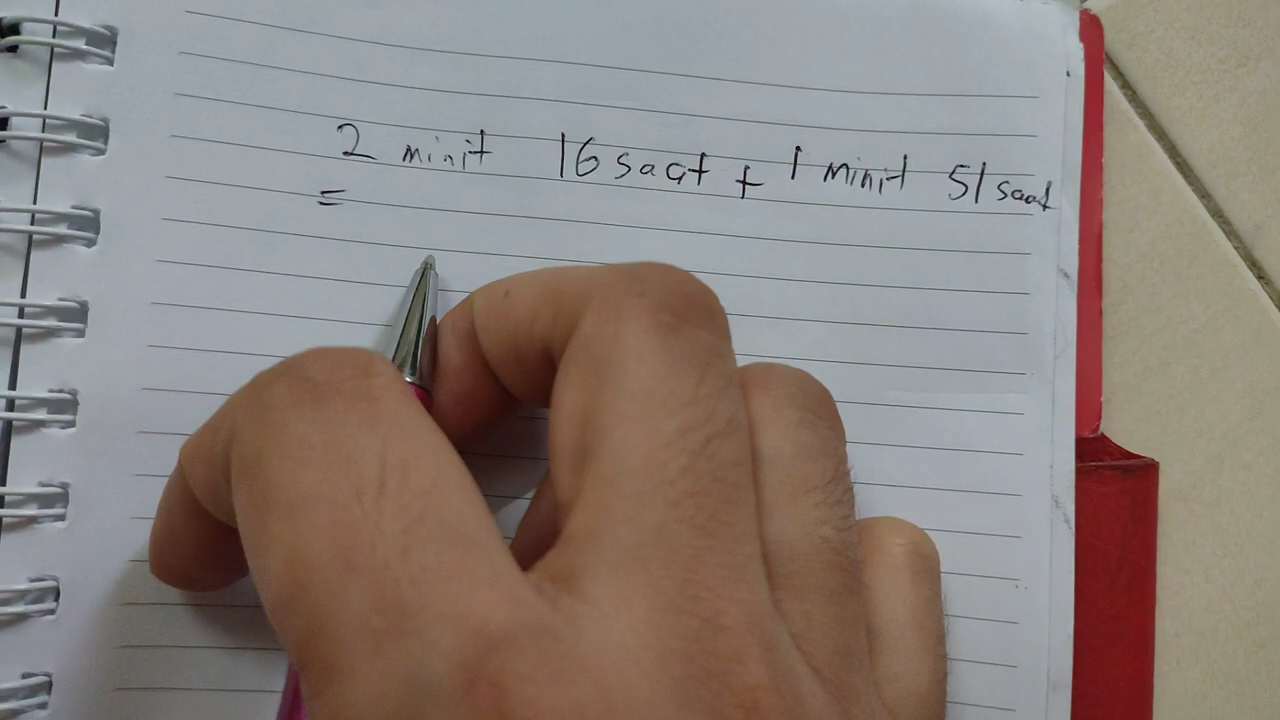 2 minit 16 saat + 1 minit 51 saat
=